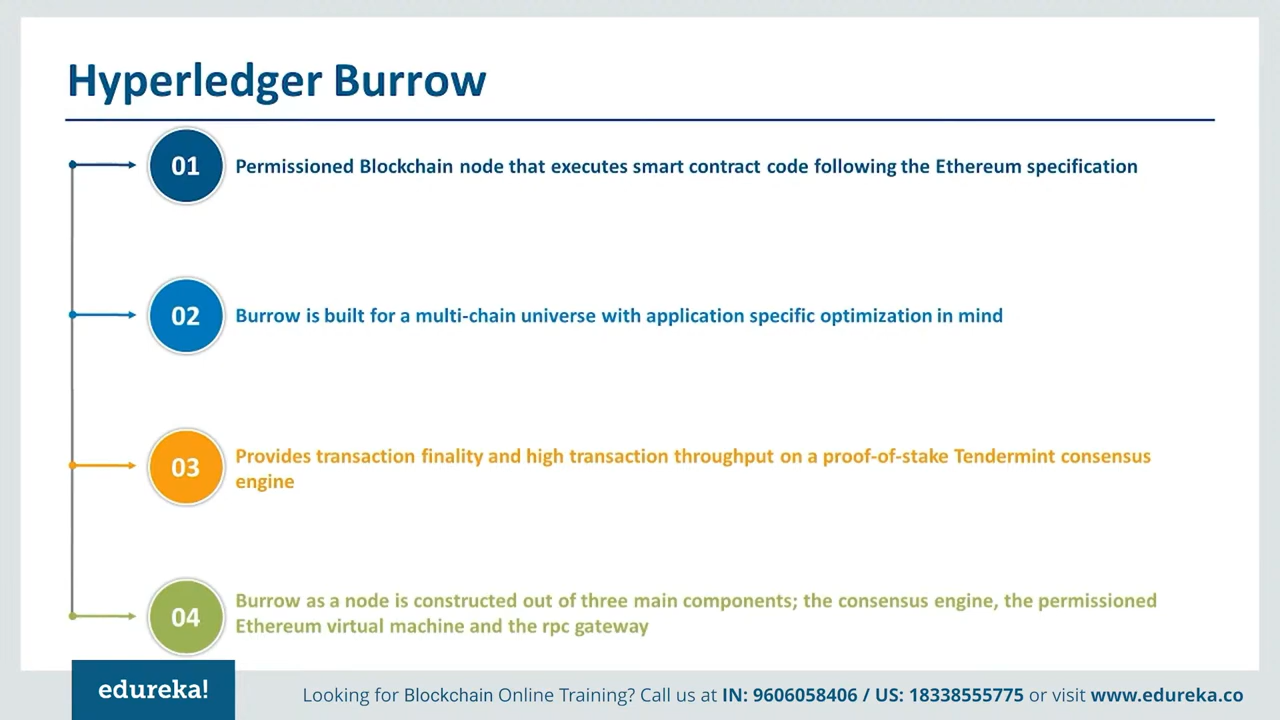 Hyperledger Burrow
01
Permissioned Blockchain node that executes smart contract code following the Ethereum specification
02
Burrow is built for a multi-chain universe with application specific optimization in mind
03
Provides transaction finality and high transaction throughput on a proof-of-stake Tendermint consensus
engine
04
Burrow as a node is constructed out of three main components; the consensus engine, the permissioned
Ethereum virtual machine and the rpc gateway
edureka!
Looking for Blockchain Online Training? Call us at IN: 9606058406 / US: 18338555775 or visit www.edureka.co